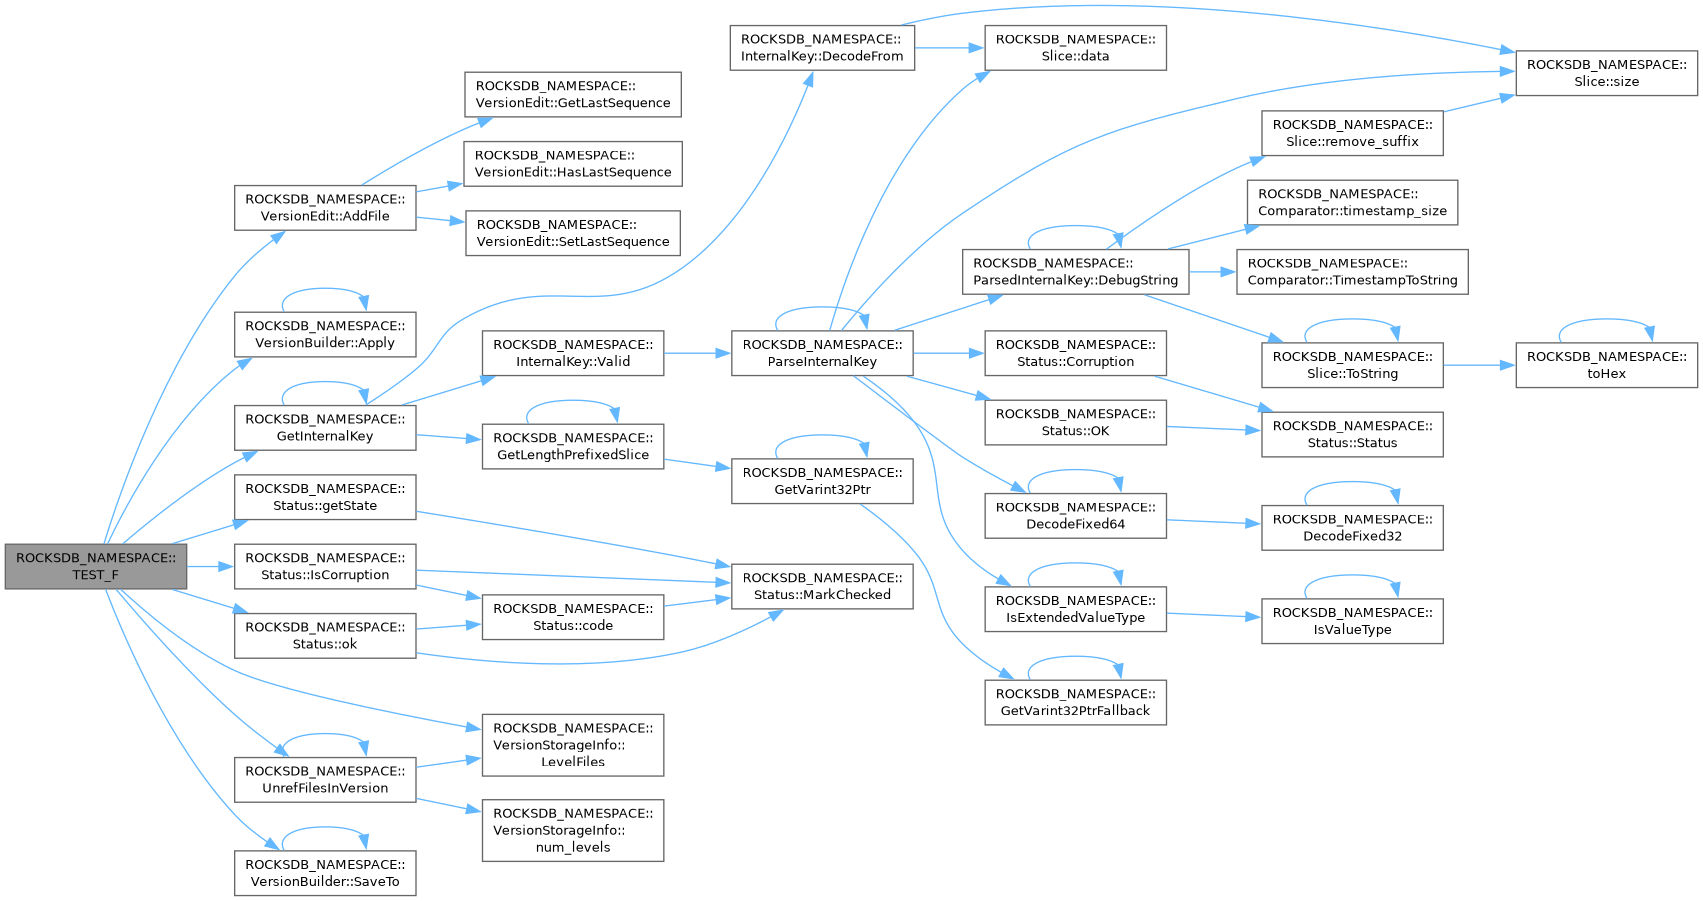 ROCKSDB_NAMESPACE::
TEST_F
ROCKSDB_NAMESPACE::
VersionEdit::AddFile
ROCKSDB_NAMESPACE::
VersionBuilder::Apply
ROCKSDB_NAMESPACE::
GetInternalKey
ROCKSDB_NAMESPACE::
Status::getState
ROCKSDB_NAMESPACE::
Status::IsCorruption
ROCKSDB_NAMESPACE::
Status::ok
ROCKSDB_NAMESPACE::
UnrefFilesInVersion
ROCKSDB_NAMESPACE::
VersionBuilder::SaveTo
ROCKSDB_NAMESPACE::
VersionEdit::GetLastSequence
ROCKSDB_NAMESPACE::
VersionEdit::HasLastSequence
ROCKSDB_NAMESPACE::
VersionEdit::SetLastSequence
ROCKSDB_NAMESPACE::
InternalKey::Valid
ROCKSDB_NAMESPACE::
GetLengthPrefixedSlice
ROCKSDB_NAMESPACE::
Status::code
ROCKSDB_NAMESPACE::
VersionStorageInfo::
LevelFiles
ROCKSDB_NAMESPACE::
VersionStorageInfo::
num_levels
ROCKSDB_NAMESPACE::
InternalKey::DecodeFrom
ROCKSDB_NAMESPACE::
ParseInternalKey
ROCKSDB_NAMESPACE::
GetVarint32Ptr
ROCKSDB_NAMESPACE::
Status::MarkChecked
ROCKSDB_NAMESPACE::
Slice::data
ROCKSDB_NAMESPACE::
ParsedInternalKey::DebugString
ROCKSDB_NAMESPACE::
Status::Corruption
ROCKSDB_NAMESPACE::
Status::OK
ROCKSDB_NAMESPACE::
DecodeFixed64
ROCKSDB_NAMESPACE::
IsExtendedValueType
ROCKSDB_NAMESPACE::
GetVarint32PtrFallback
ROCKSDB_NAMESPACE::
Slice::remove_suffix
ROCKSDB_NAMESPACE::
Comparator::timestamp_size
ROCKSDB_NAMESPACE::
Comparator::TimestampToString
ROCKSDB_NAMESPACE::
Slice::ToString
ROCKSDB_NAMESPACE::
Status::Status
ROCKSDB_NAMESPACE::
DecodeFixed32
ROCKSDB_NAMESPACE::
IsValueType
ROCKSDB_NAMESPACE::
Slice::size
ROCKSDB_NAMESPACE::
toHex